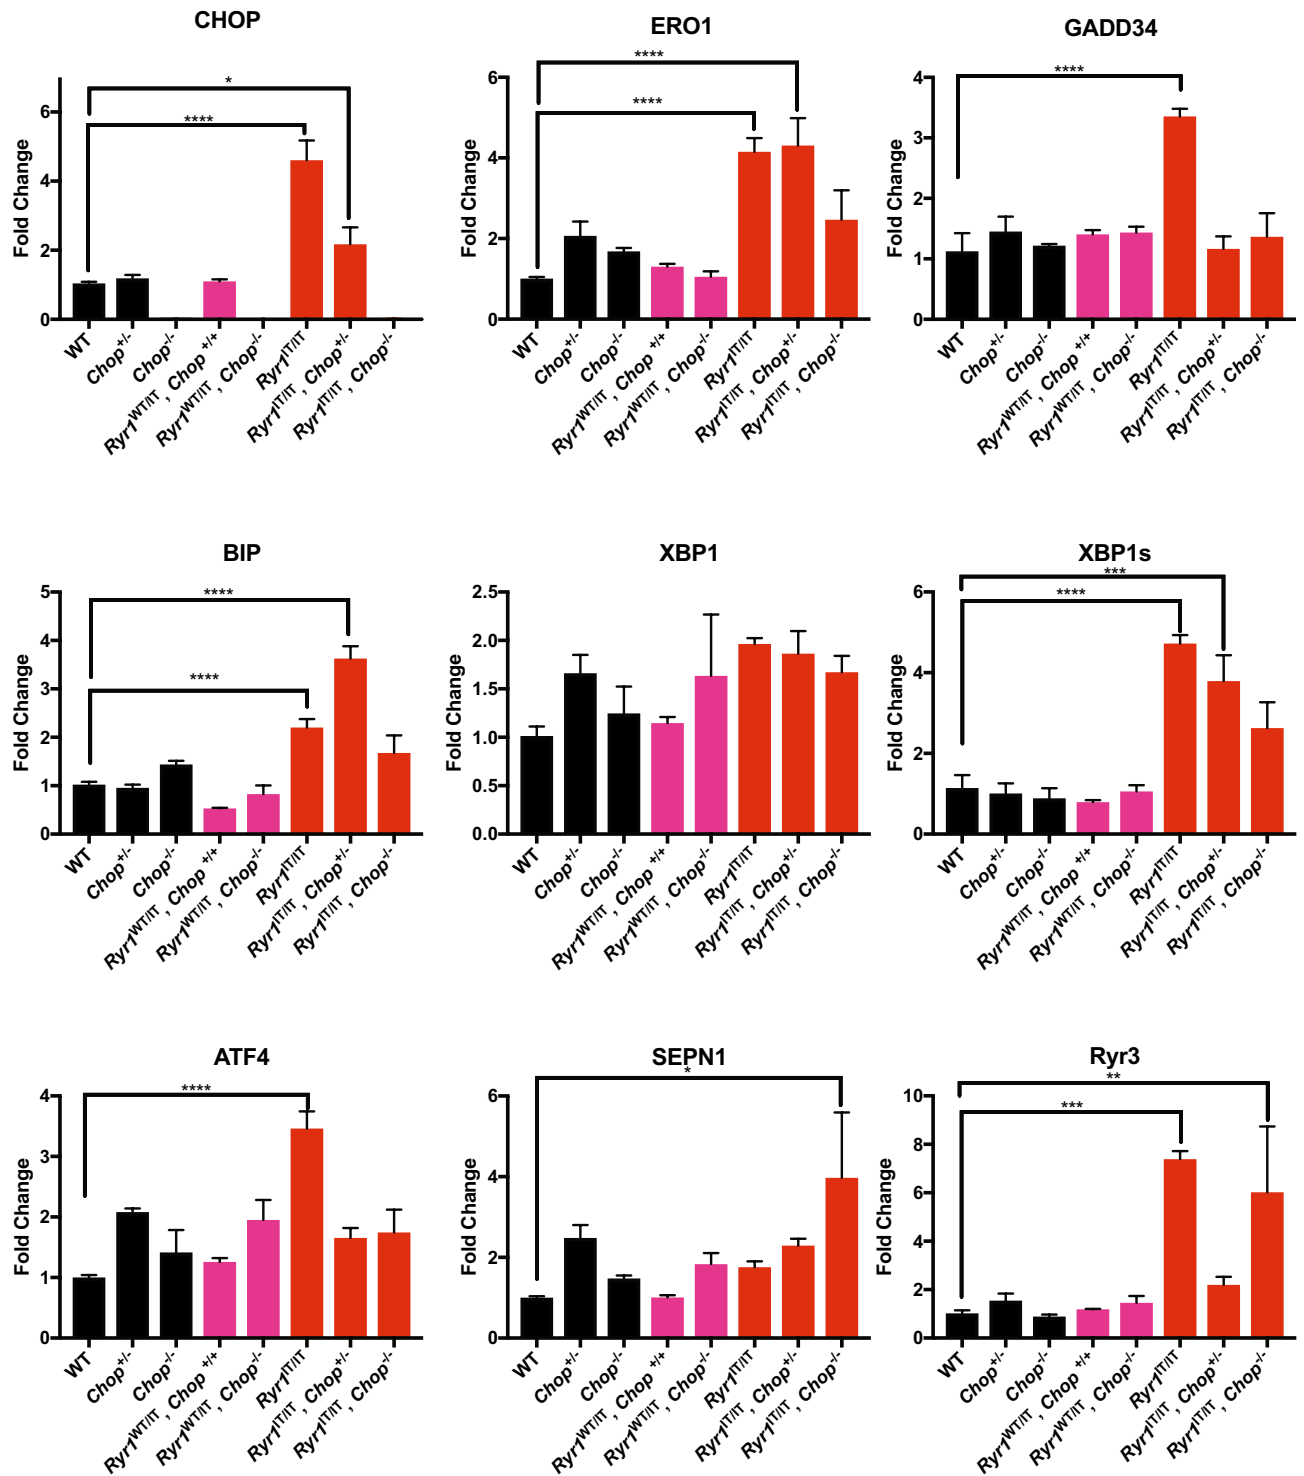 CHOP
Fold Change
6
4
2
0
*
****
WT
Chop+/-
Chop-/-
Ryr1WT/IT, Chop +/+
Ryr1WT/IT, Chop-/-
Ryr1IT/IT
Ryr1IT/IT, Chop+/-
Ryr1IT/IT, Chop-/-
ERO1
Fold Change
6
4
2
0
****
****
WT
Chop+/-
Chop-/-
Ryr1WT/IT, Chop +/+
Ryr1WT/IT, Chop-/-
Ryr1IT/IT
Ryr1IT/IT, Chop+/-
Ryr1IT/IT, Chop-/-
GADD34
Fold Change
4
3
2
1
0
****
WT
Chop+/-
Chop-/-
Ryr1WT/IT, Chop +/+
Ryr1WT/IT, Chop-/-
Ryr1IT/IT
Ryr1IT/IT, Chop+/-
Ryr1IT/IT, Chop-/-
BIP
Fold Change
5
4
3
2
1
0
****
****
WT
Chop+/-
Chop-/-
Ryr1WT/IT, Chop +/+
Ryr1WT/IT, Chop-/-
Ryr1IT/IT
Ryr1IT/IT, Chop+/-
Ryr1IT/IT, Chop-/-
XBP1
Fold Change
2.5
2.0
1.5
1.0
0.5
0.0
WT
Chop+/-
Chop-/-
Ryr1WT/IT, Chop +/+
Ryr1WT/IT, Chop-/-
Ryr1IT/IT
Ryr1IT/IT, Chop+/-
Ryr1IT/IT, Chop-/-
XBP1s
Fold Change
6
4
2
0
***
****
WT
Chop+/-
Chop-/-
Ryr1WT/IT, Chop +/+
Ryr1WT/IT, Chop-/-
Ryr1IT/IT
Ryr1IT/IT, Chop+/-
Ryr1IT/IT, Chop-/-
ATF4
Fold Change
4
3
2
1
0
****
WT
Chop+/-
Chop-/-
Ryr1WT/IT, Chop +/+
Ryr1WT/IT, Chop-/-
Ryr1IT/IT
Ryr1IT/IT, Chop+/-
Ryr1IT/IT, Chop-/-
SEPN1
Fold Change
6
4
2
0
*
WT
Chop+/-
Chop-/-
Ryr1WT/IT, Chop +/+
Ryr1WT/IT, Chop-/-
Ryr1IT/IT
Ryr1IT/IT, Chop+/-
Ryr1IT/IT, Chop-/-
Ryr3
Fold Change
10
8
6
4
2
0
**
***
WT
Chop+/-
Chop-/-
Ryr1WT/IT, Chop +/+
Ryr1WT/IT, Chop-/-
Ryr1IT/IT
Ryr1IT/IT, Chop+/-
Ryr1IT/IT, Chop-/-